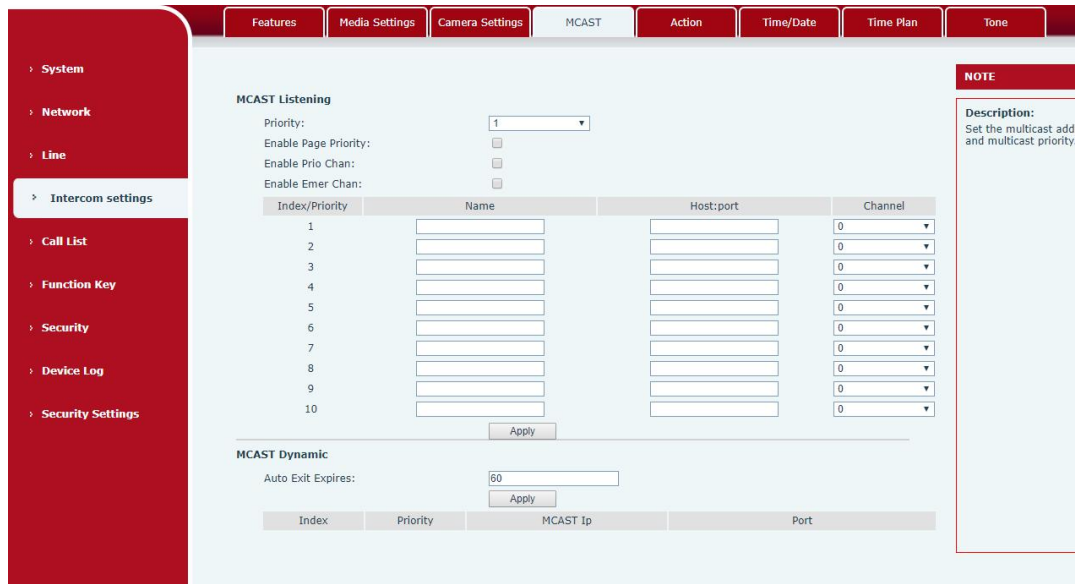 Features Media Settings Camera Settings MCAST Action Time/Date Time Plan Tone
› System
› Network
› Line
› Intercom settings
› Call List
› Function Key
› Security
› Device Log
› Security Settings
MCAST Listening
Priority: 1
Enable Page Priority:
Enable Prio Chan:
Enable Emer Chan:
Index/Priority Name Host:port Channel
1 0
2 0
3 0
4 0
5 0
6 0
7 0
8 0
9 0
10 0
Apply
MCAST Dynamic
Auto Exit Expires: 60
Apply
Index Priority MCAST Ip Port
NOTE
Description:
Set the multicast add
and multicast priority.